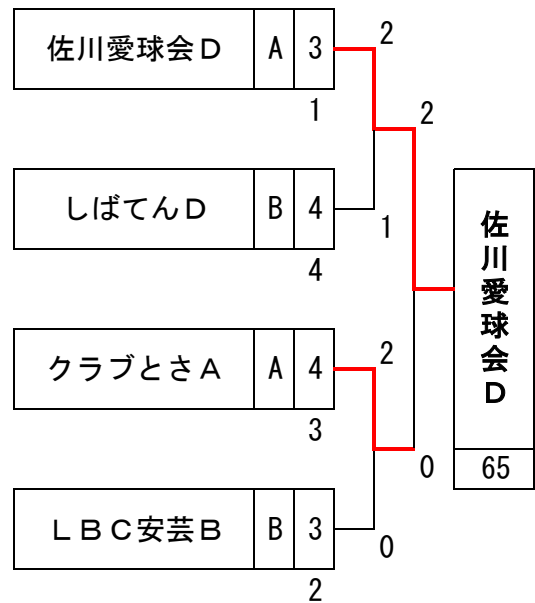 佐川愛球会D A 3 2
1 2
しばてんD B 4 1
4
クラブとさA A 4 2
3 0
LBC安芸B B 3 0
2
佐川愛球会D
65